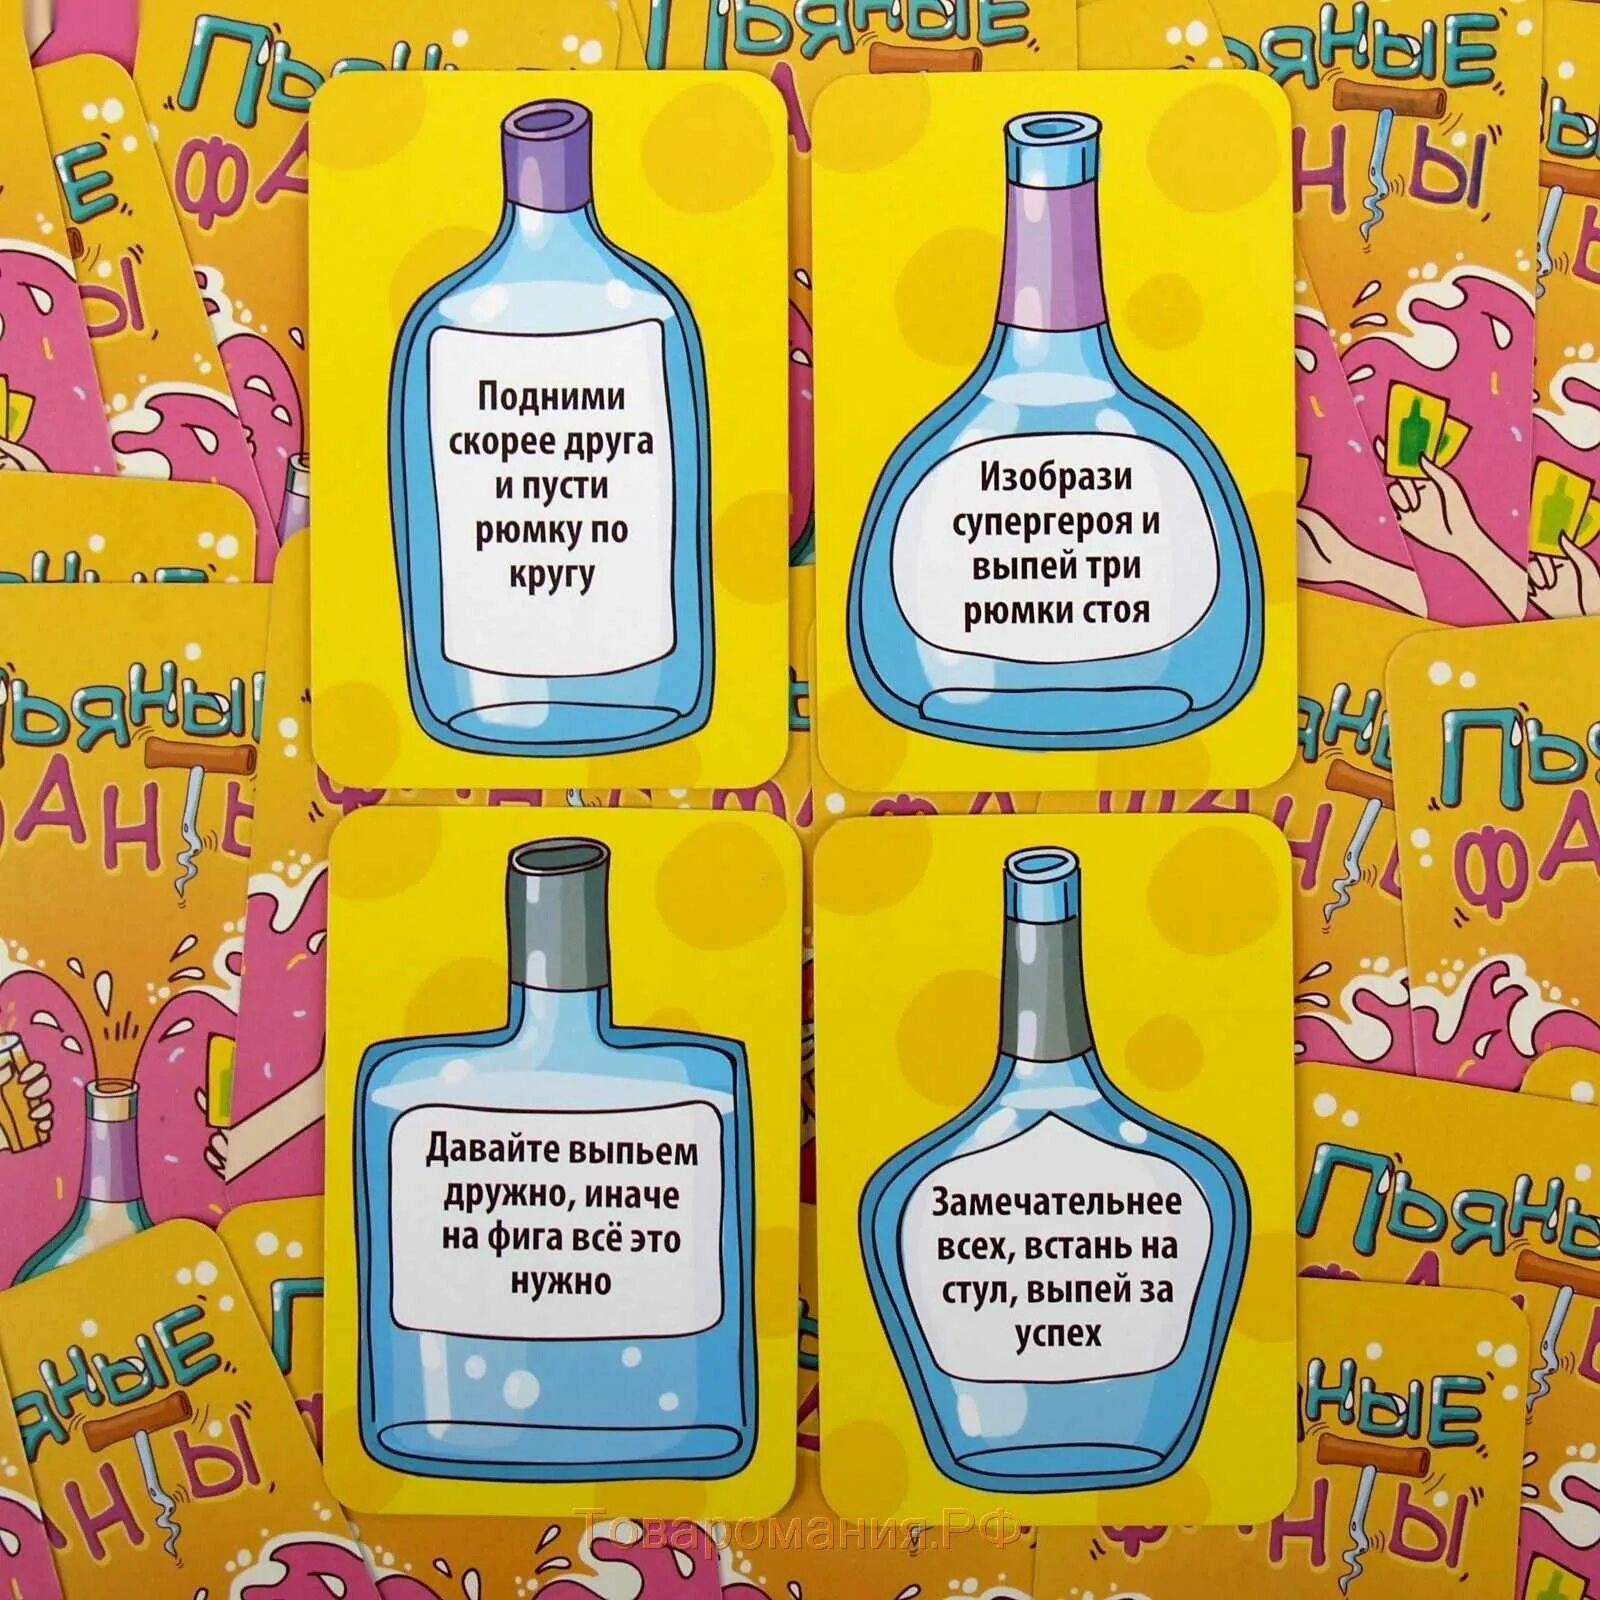 Подними
скорее друга
и пусти
рюмку по
кругу
Изобрази
супергероя и
выпей три
рюмки стоя
Давайте выпьем
дружно, иначе
на фига всё это
нужно
Замечательнее
всех, встань на
стул, выпей за
успех
Пьяные
ФАНТЫ
Товаромания.РФ